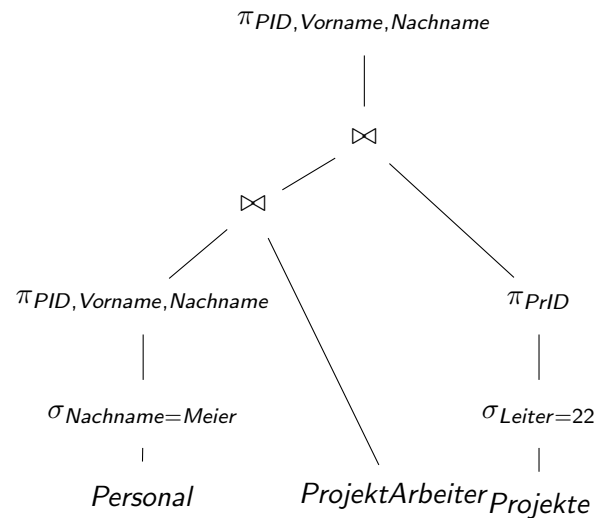 π PID,Vorname,Nachname
⋈
⋈
π PID,Vorname,Nachname π PrID
σ Nachname=Meier σ Leiter=22
Personal ProjektArbeiter Projekte